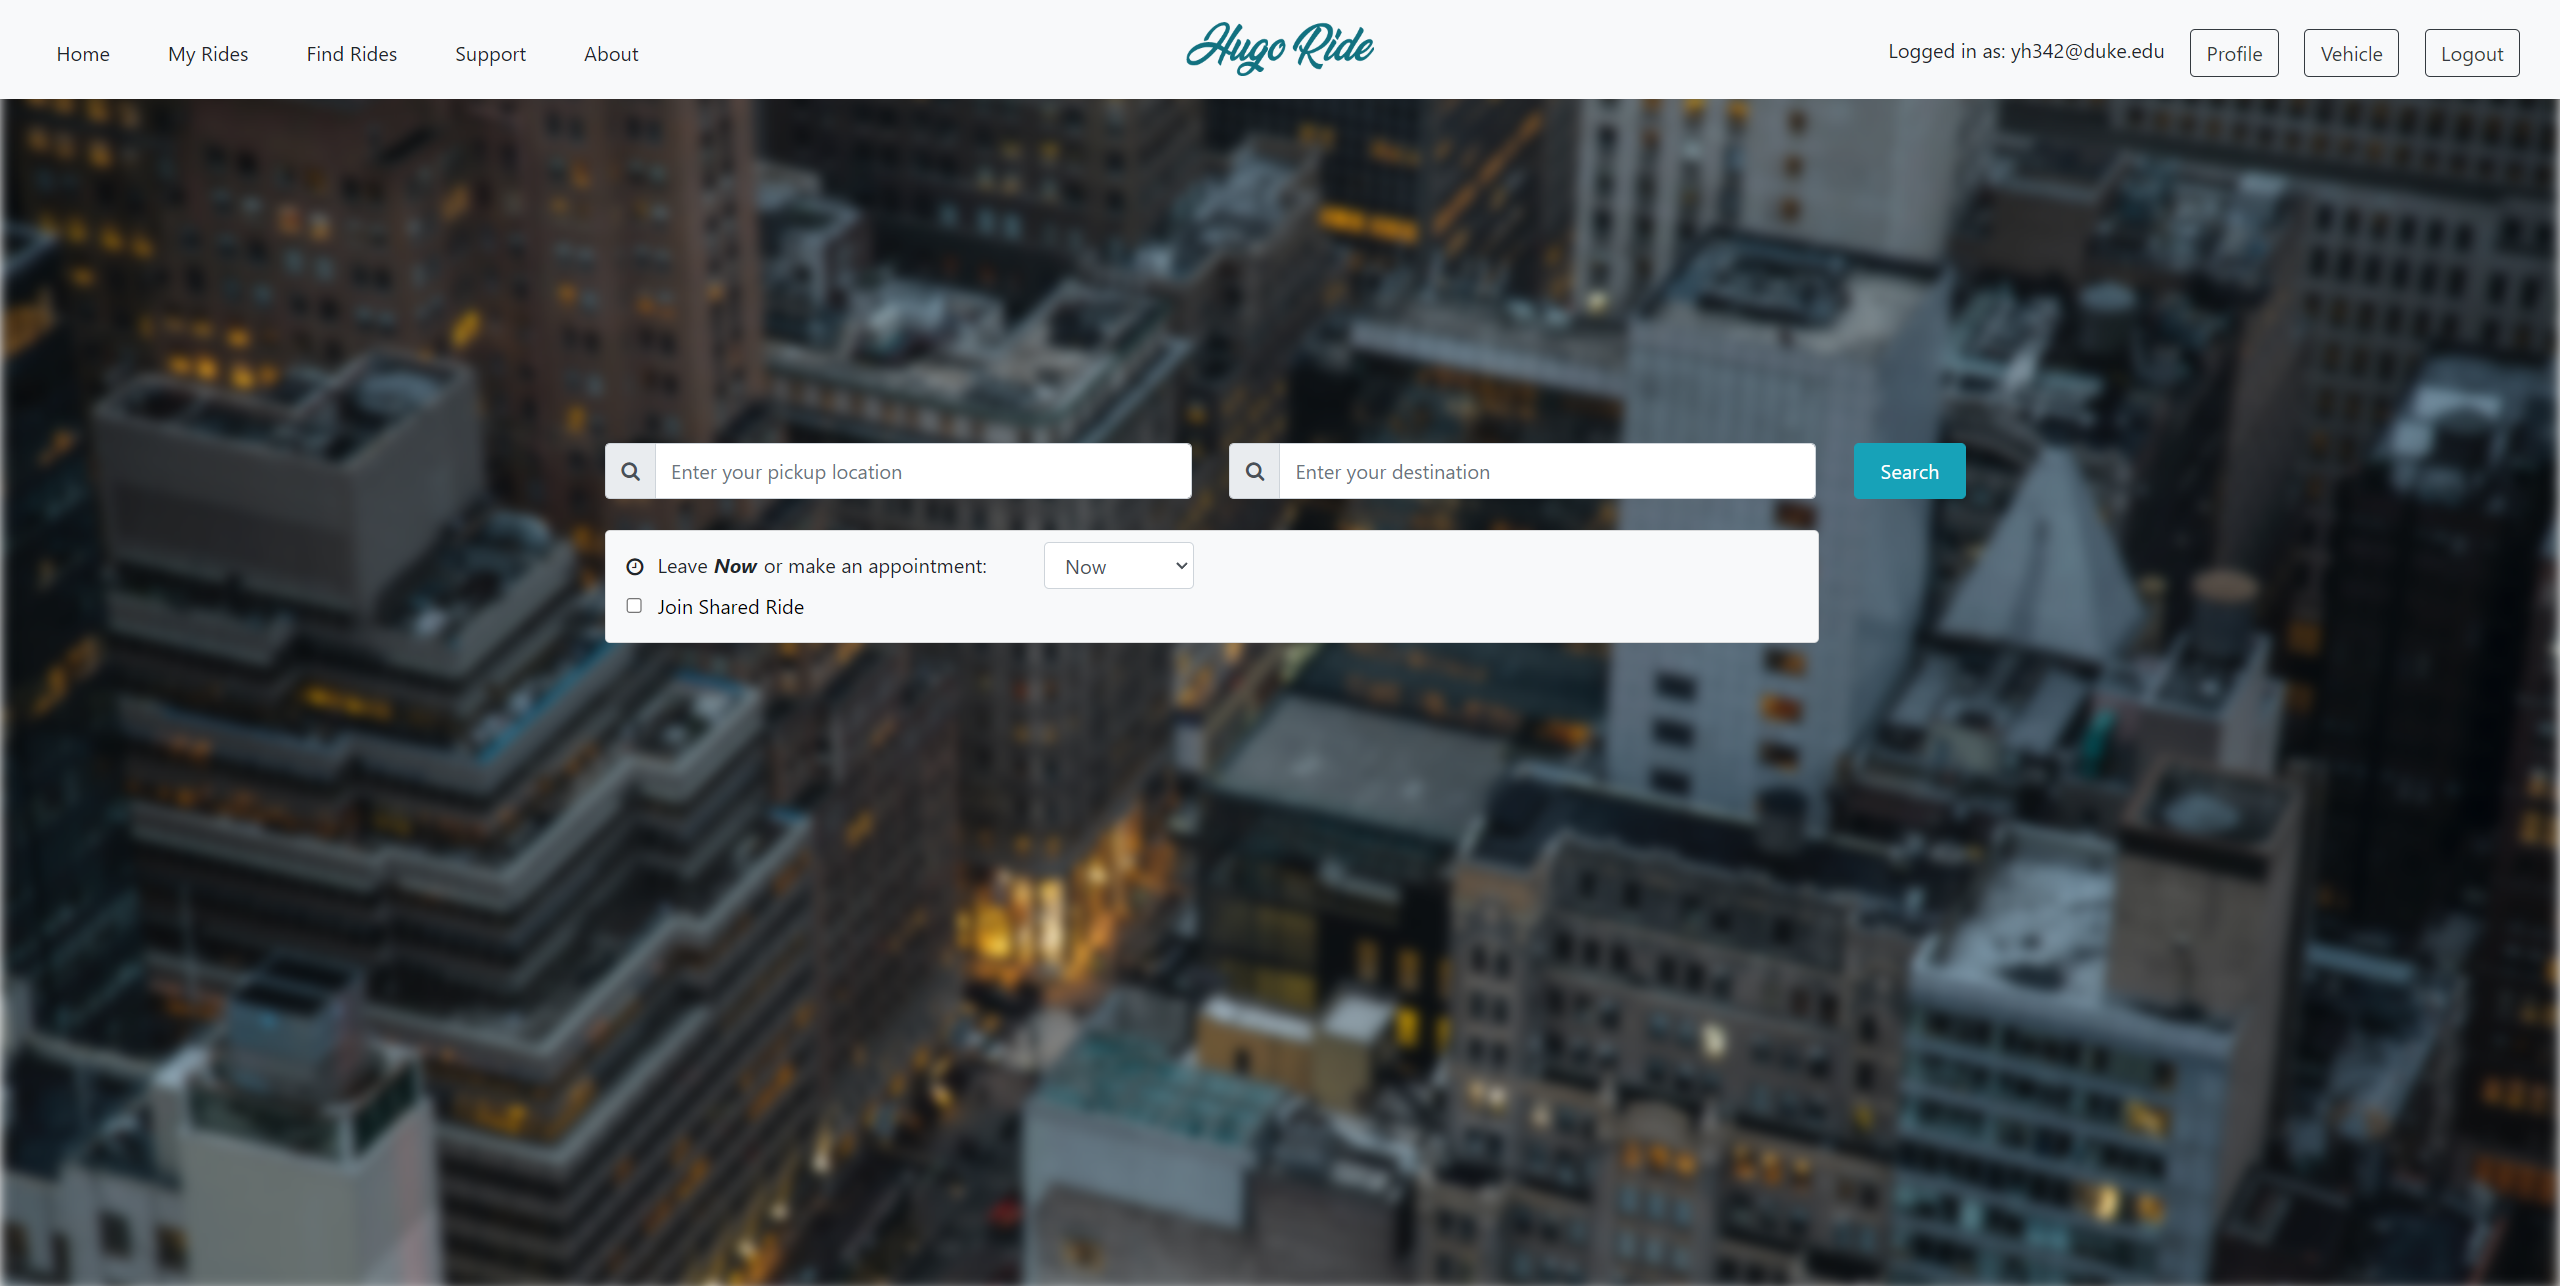 Home My Rides Find Rides Support About Hugo Ride Logged in as: yh342@duke.edu Profile Vehicle Logout
Enter your pickup location Enter your destination Search
Leave Now or make an appointment: Now
Join Shared Ride